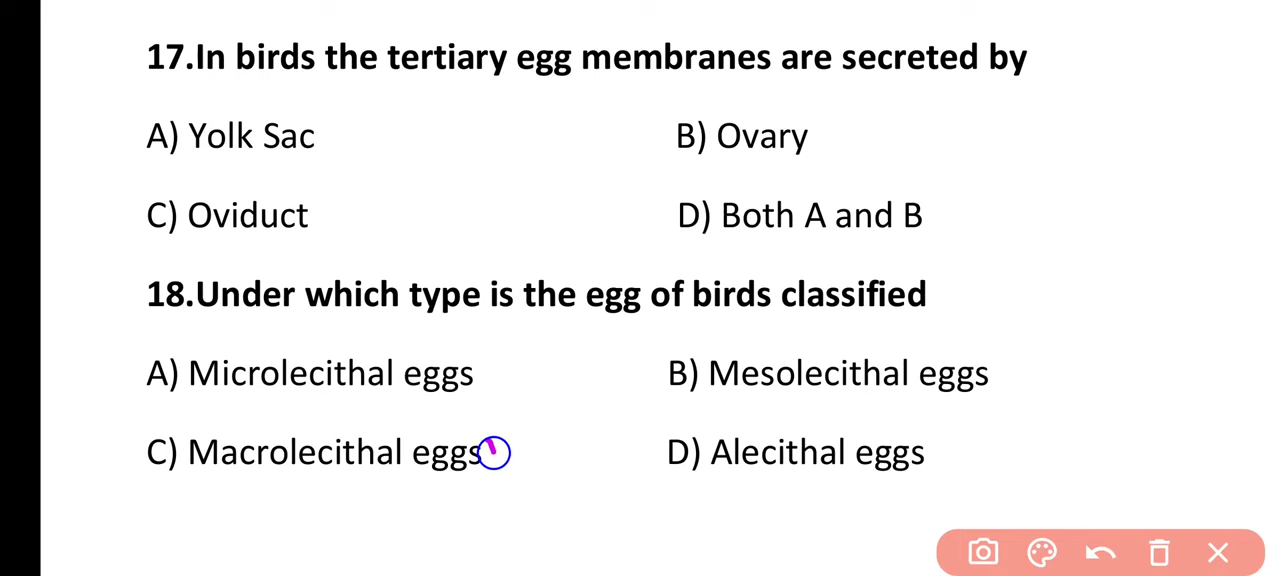 17.In birds the tertiary egg membranes are secreted by
A) Yolk Sac B) Ovary
C) Oviduct D) Both A and B
18.Under which type is the egg of birds classified
A) Microlecithal eggs B) Mesolecithal eggs
C) Macrolecithal eggs D) Alecithal eggs